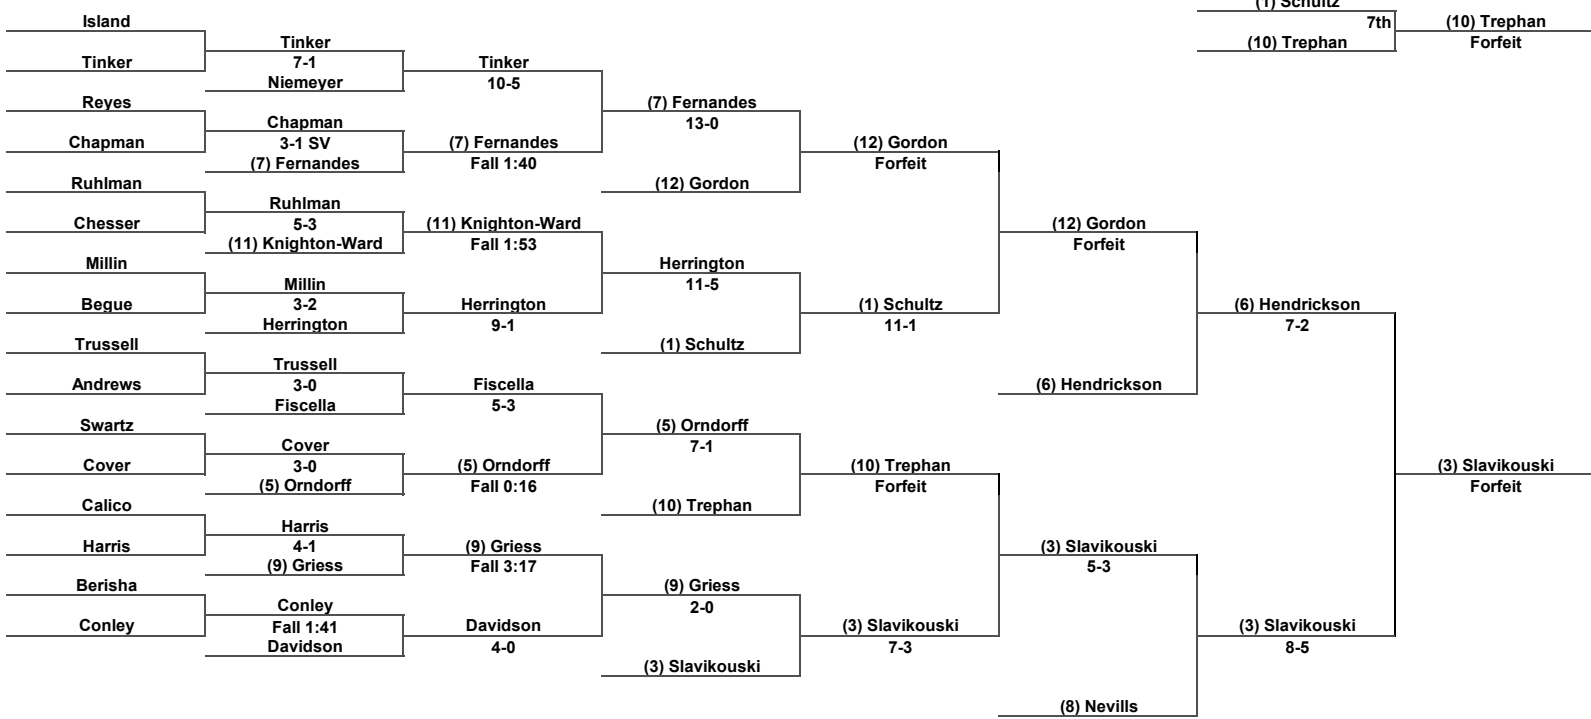 (1) Schultz
Island
7th
(10) Trephan
Tinker
(10) Trephan
Forfeit
Tinker
7-1
Tinker
Niemeyer
10-5
Reyes
(7) Fernandes
Chapman
13-0
Chapman
3-1 SV
(7) Fernandes
(12) Gordon
(7) Fernandes
Fall 1:40
Forfeit
Ruhlman
(12) Gordon
Ruhlman
Chesser
5-3
(11) Knighton-Ward
(12) Gordon
(11) Knighton-Ward
Fall 1:53
Forfeit
Millin
Herrington
Millin
11-5
Begue
3-2
Herrington
(1) Schultz
(6) Hendrickson
Herrington
9-1
11-1
7-2
Trussell
(1) Schultz
Trussell
Andrews
3-0
Fiscella
(6) Hendrickson
Fiscella
5-3
Swartz
(5) Orndorff
Cover
7-1
Cover
3-0
(5) Orndorff
(10) Trephan
(3) Slavikouski
(5) Orndorff
Fall 0:16
Forfeit
Forfeit
Calico
(10) Trephan
Harris
Harris
4-1
(9) Griess
(3) Slavikouski
(9) Griess
Fall 3:17
5-3
Berisha
(9) Griess
Conley
2-0
Conley
Fall 1:41
Davidson
(3) Slavikouski
(3) Slavikouski
Davidson
4-0
7-3
8-5
(3) Slavikouski
(8) Nevills